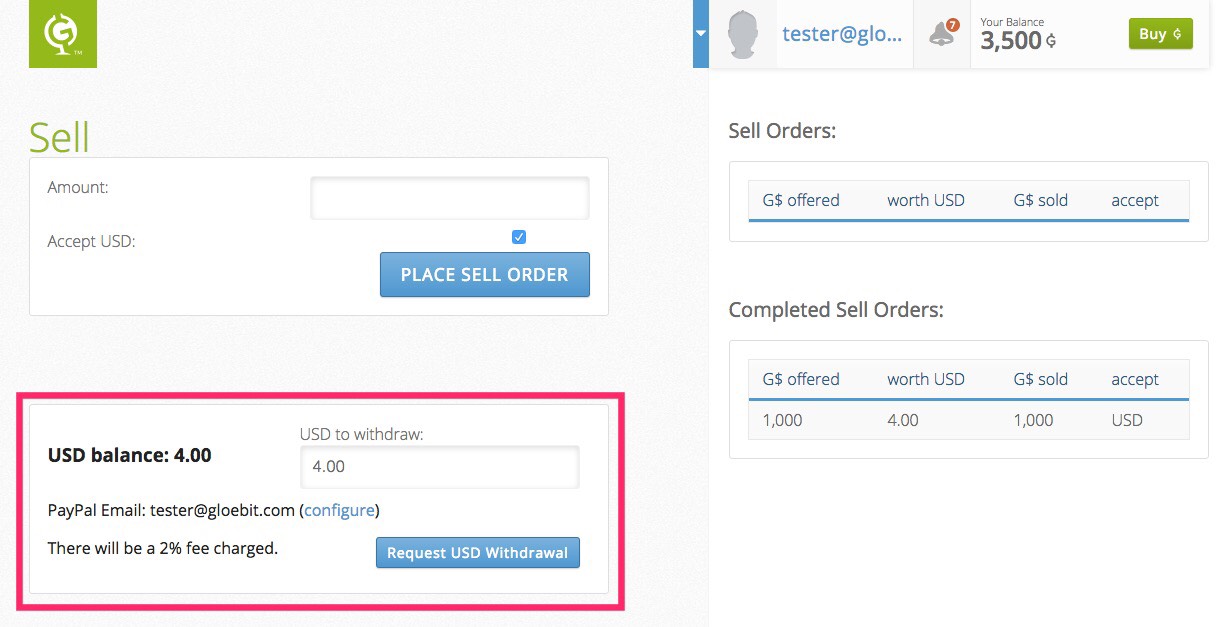 G™
tester@glo...
7
Your Balance
3,500 ₲
Buy ₲
Sell
Amount:
Accept USD:
PLACE SELL ORDER
USD balance: 4.00
USD to withdraw:
4.00
PayPal Email: tester@gloebit.com (configure)
There will be a 2% fee charged.
Request USD Withdrawal
Sell Orders:
G$ offered worth USD G$ sold accept
Completed Sell Orders:
G$ offered worth USD G$ sold accept
1,000 4.00 1,000 USD